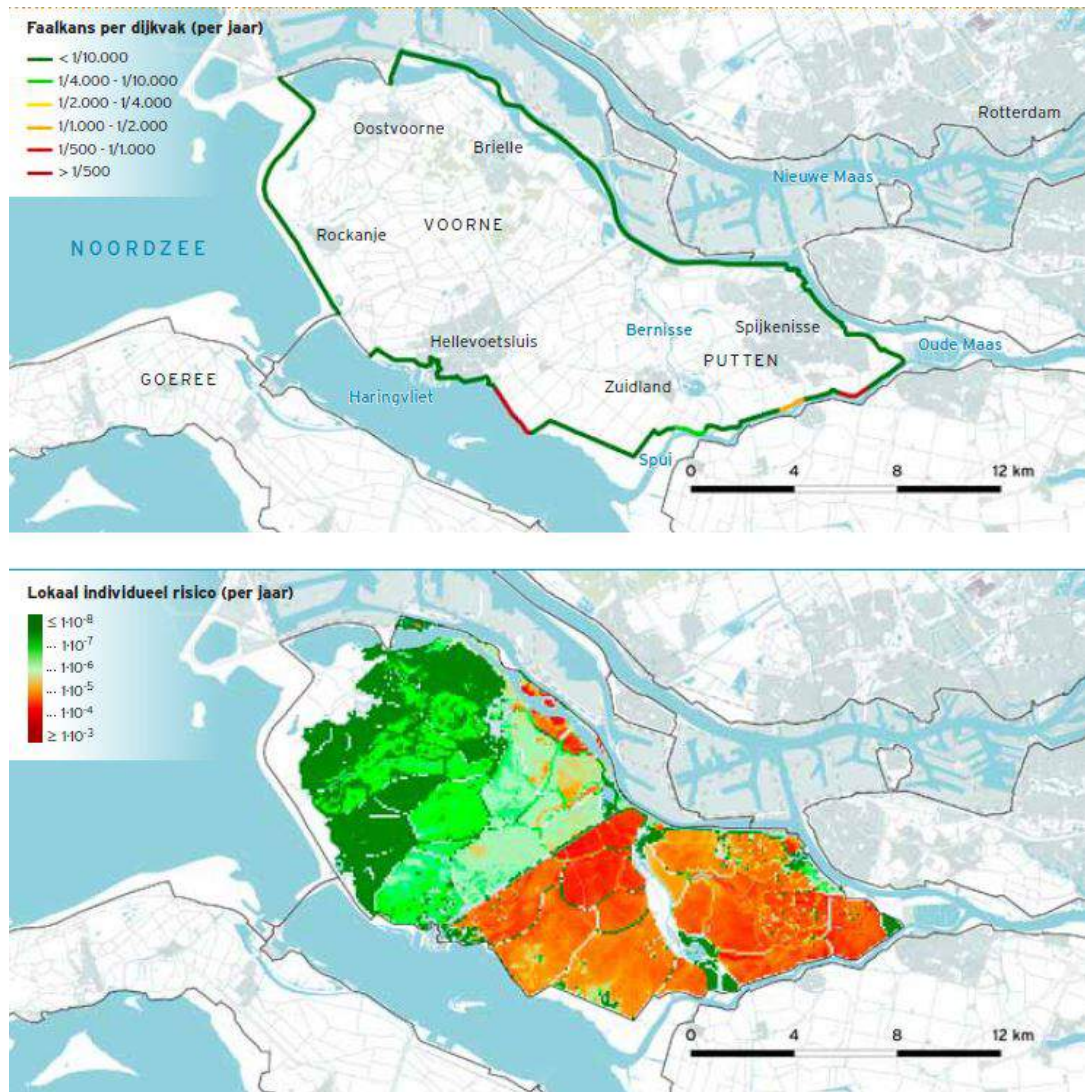 Faalkans per dijkvak (per jaar)
< 1/10.000
1/4.000 - 1/10.000
1/2.000 - 1/4.000
1/1.000 - 1/2.000
1/500 - 1/1.000
> 1/500
Rotterdam
Oostvoorne
Brielle
Nieuwe Maas
NOORDZEE
Rockanje
VOORNE
Hellevoetsluis
Bernisse
Spijkenisse
Oude Maas
PUTTEN
GOEREE
Haringvliet
Zuidland
Spui
0 4 8 12 km
Lokaal individueel risico (per jaar)
≤ 1·10⁻⁸
... 1·10⁻⁷
... 1·10⁻⁶
... 1·10⁻⁵
... 1·10⁻⁴
≥ 1·10⁻³
0 4 8 12 km